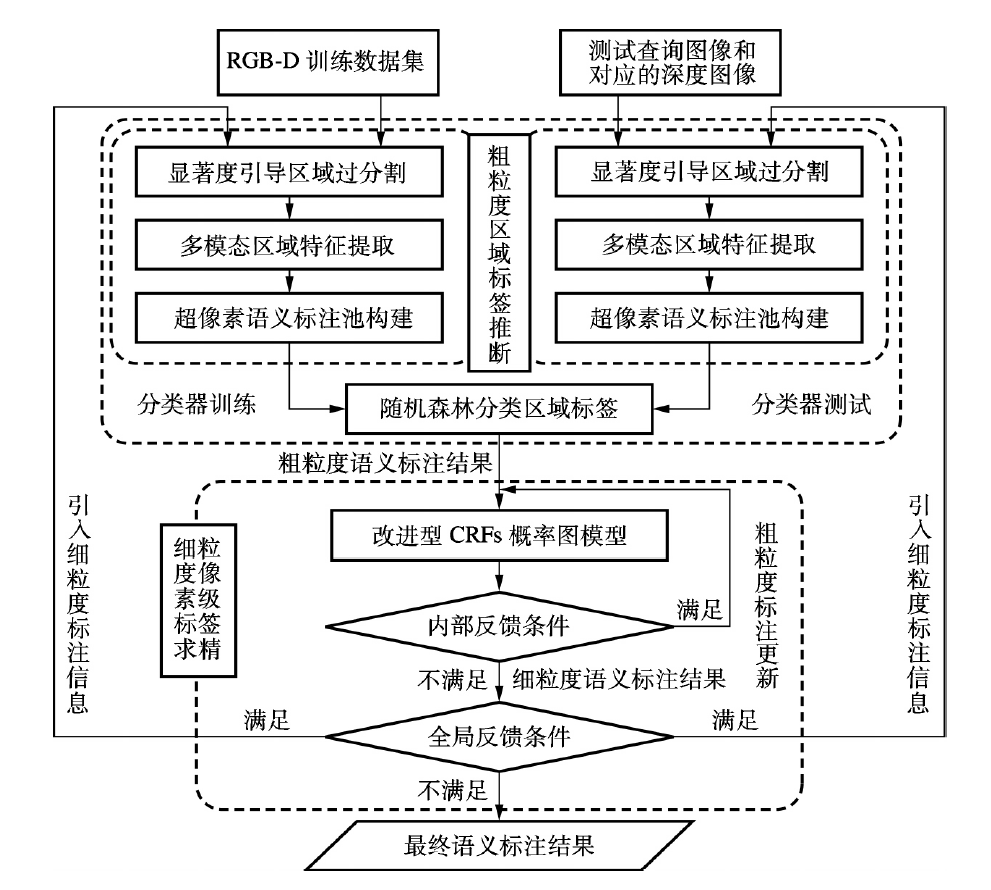 RGB-D 训练数据集
测试查询图像和
对应的深度图像
显著度引导区域过分割
多模态区域特征提取
超像素语义标注池构建
粗粒度区域标签推断
显著度引导区域过分割
多模态区域特征提取
超像素语义标注池构建
分类器训练
随机森林分类区域标签
分类器测试
粗粒度语义标注结果
引入细粒度标注信息
细粒
度像
素级
标签
求精
改进型 CRFs 概率图模型
内部反馈条件
满足
粗粒度标注更新
引入细粒度标注信息
不满足
细粒度语义标注结果
满足
全局反馈条件
满足
不满足
最终语义标注结果